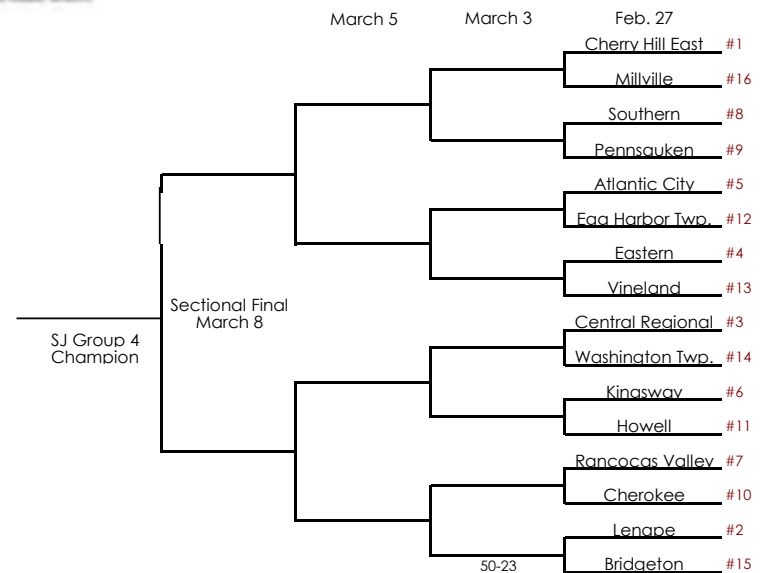 March 5 March 3 Feb. 27
Cherry Hill East #1
Millville #16
Southern #8
Pennsauken #9
Atlantic City #5
Egg Harbor Twp. #12
Eastern #4
Vineland #13
Sectional Final
March 8
Central Regional #3
SJ Group 4
Champion
Washington Twp. #14
Kingsway #6
Howell #11
Rancocas Valley #7
Cherokee #10
Lenape #2
50-23 Bridgeton #15